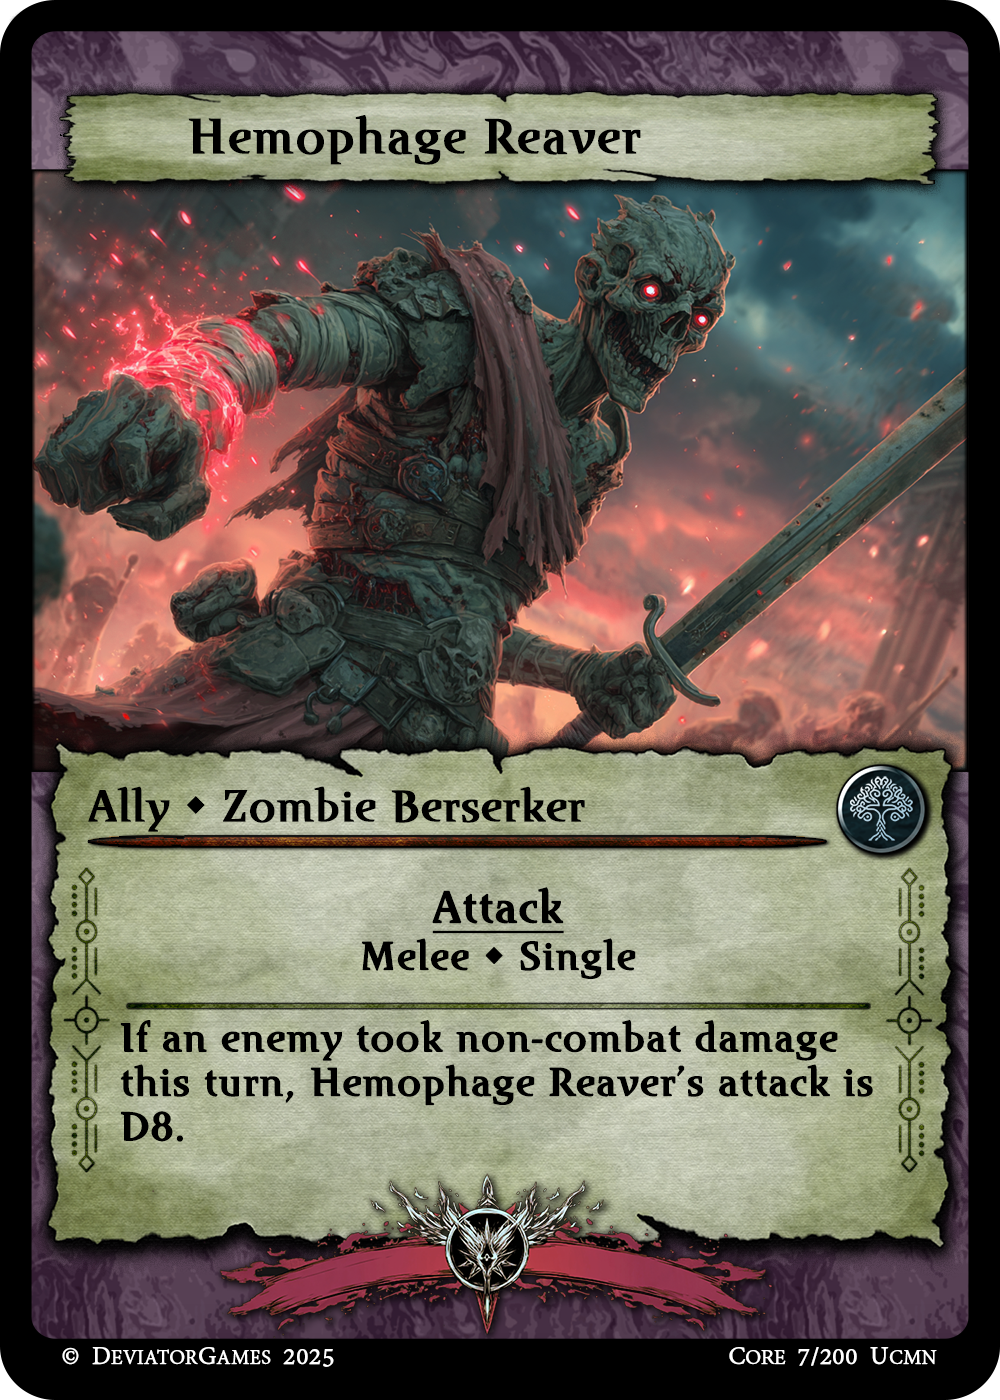 Hemophage Reaver
Ally ◆ Zombie Berserker
Attack
Melee ◆ Single
If an enemy took non-combat damage
this turn, Hemophage Reaver's attack is
D8.
© DeviatorGames 2025
Core 7/200 Ucmn